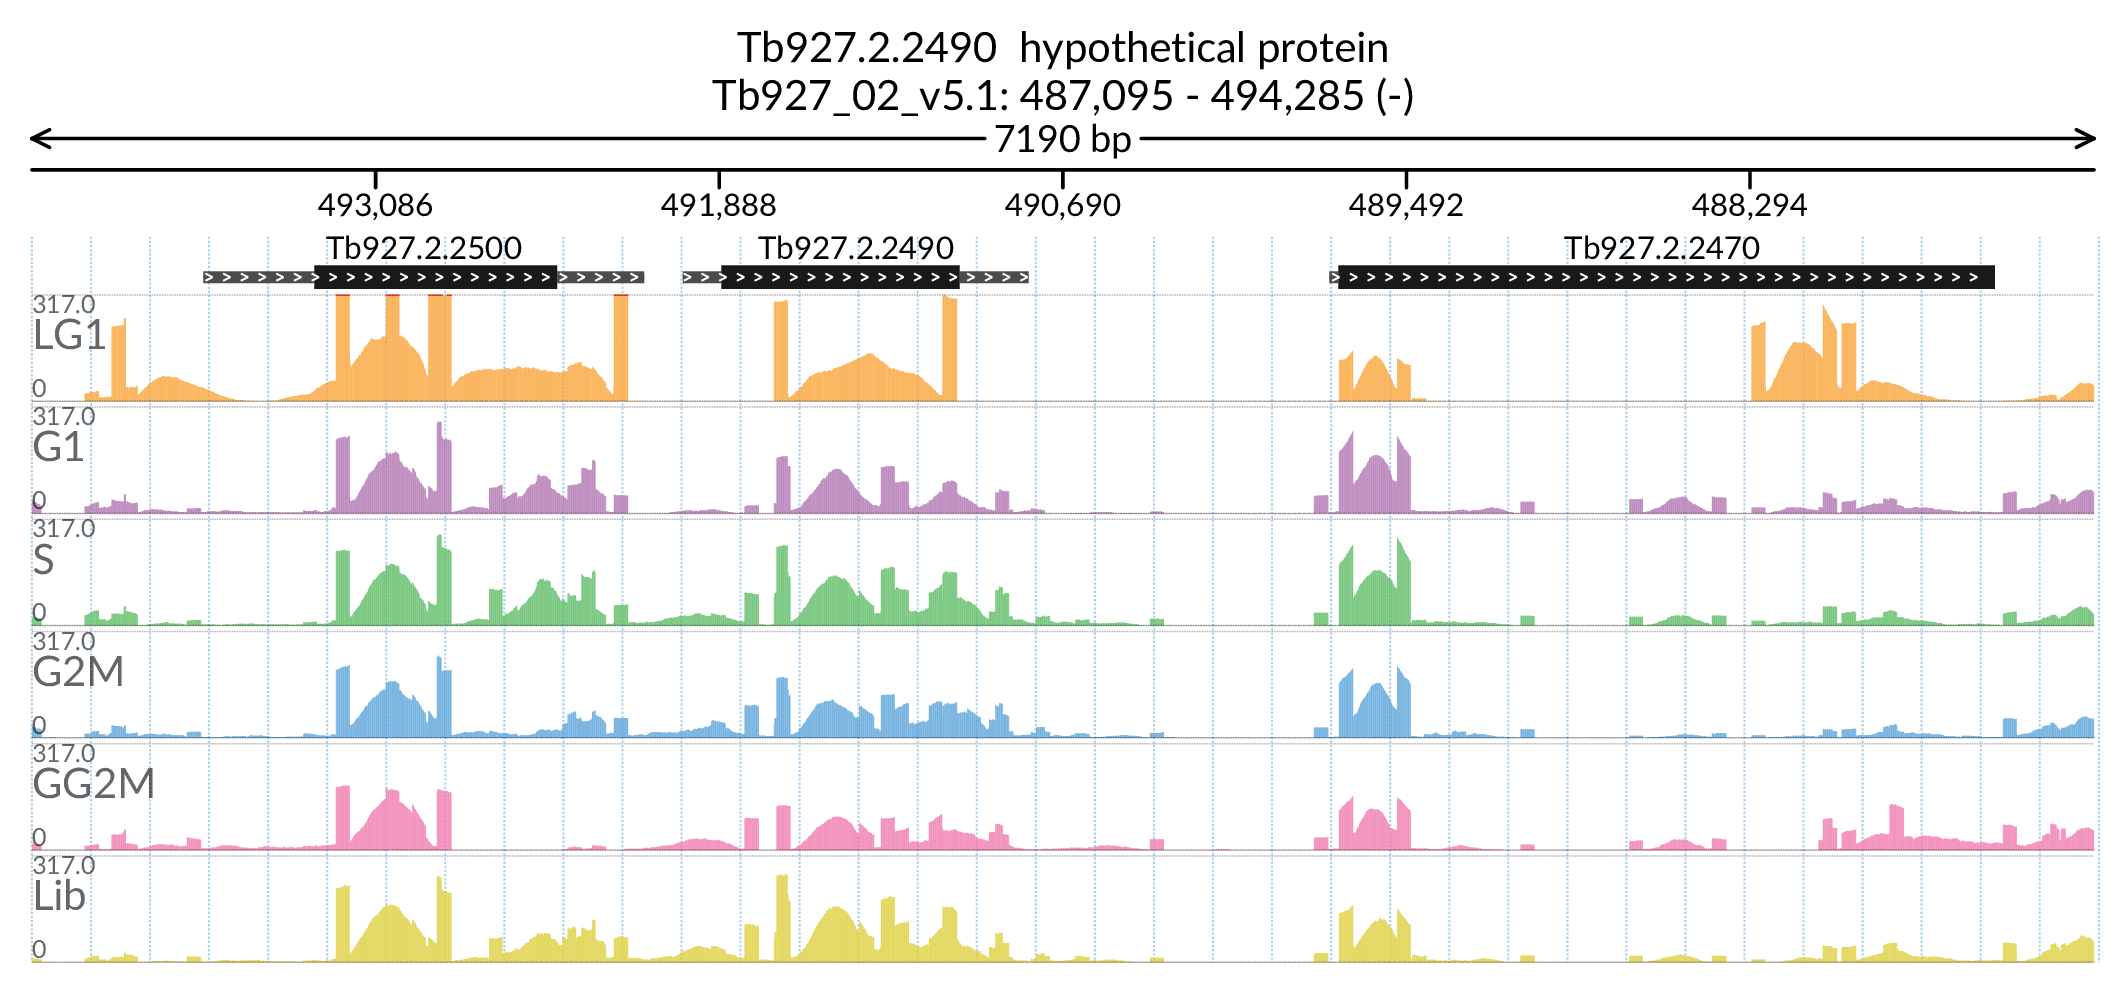 Tb927.2.2490 hypothetical protein
Tb927_02_v5.1: 487,095 - 494,285 (-)
7190 bp
493,086 491,888 490,690 489,492 488,294
Tb927.2.2500 Tb927.2.2490 Tb927.2.2470
317.0
LG1
0
317.0
G1
0
317.0
S
0
317.0
G2M
0
317.0
GG2M
0
317.0
Lib
0